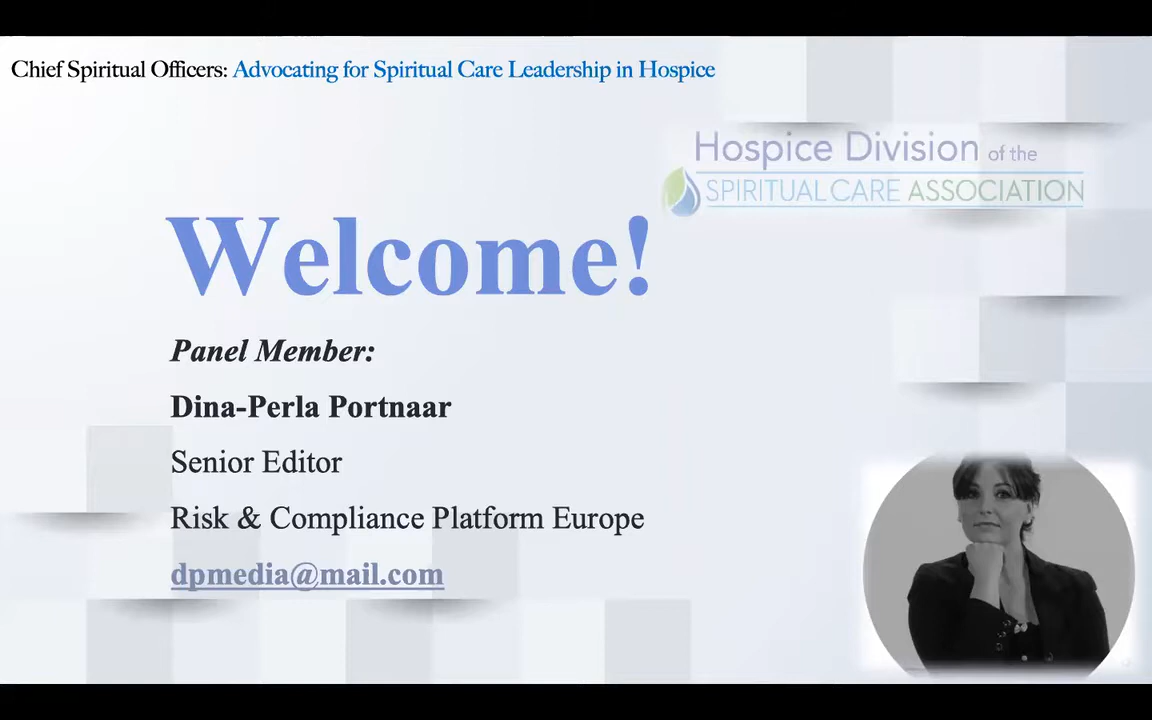 Chief Spiritual Officers: Advocating for Spiritual Care Leadership in Hospice
Hospice Division of the
SPIRITUAL CARE ASSOCIATION
Welcome!
Panel Member:
Dina-Perla Portnaar
Senior Editor
Risk & Compliance Platform Europe
dpmedia@mail.com